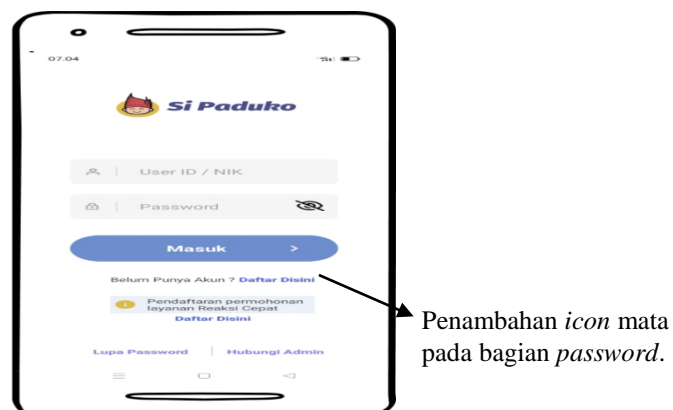 07.04
Si Paduko
User ID / NIK
Password
Masuk >
Belum Punya Akun ? Daftar Disini
Pendaftaran permohonan
layanan Reaksi Cepat
Daftar Disini
Lupa Password | Hubungi Admin
Penambahan icon mata
pada bagian password.